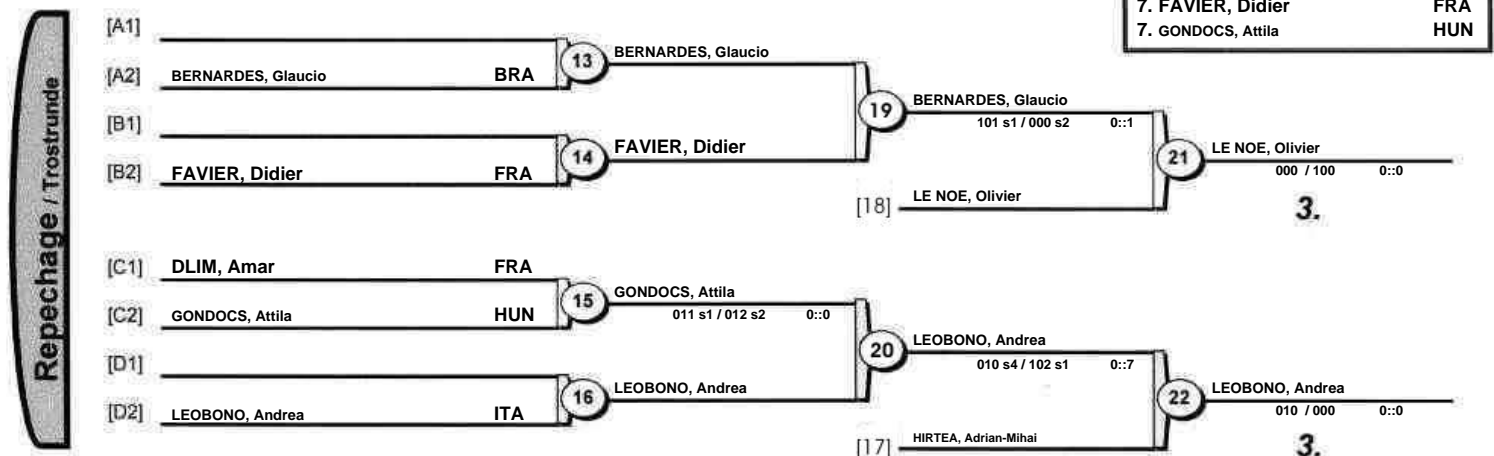 7. FAVIER, Didier FRA
7. GONDOCS, Attila HUN
Repechage / Trostrunde
[A1]
[A2] BERNARDES, Glaucio BRA
13 BERNARDES, Glaucio
[B1]
[B2] FAVIER, Didier FRA
14 FAVIER, Didier
19 BERNARDES, Glaucio
101 s1 / 000 s2 0::1
[18] LE NOE, Olivier
21 LE NOE, Olivier
000 / 100 0::0
3.
[C1] DLIM, Amar FRA
[C2] GONDOCS, Attila HUN
15 GONDOCS, Attila
011 s1 / 012 s2 0::0
[D1]
[D2] LEOBONO, Andrea ITA
16 LEOBONO, Andrea
20 LEOBONO, Andrea
010 s4 / 102 s1 0::7
[17] HIRTEA, Adrian-Mihai
22 LEOBONO, Andrea
010 / 000 0::0
3.